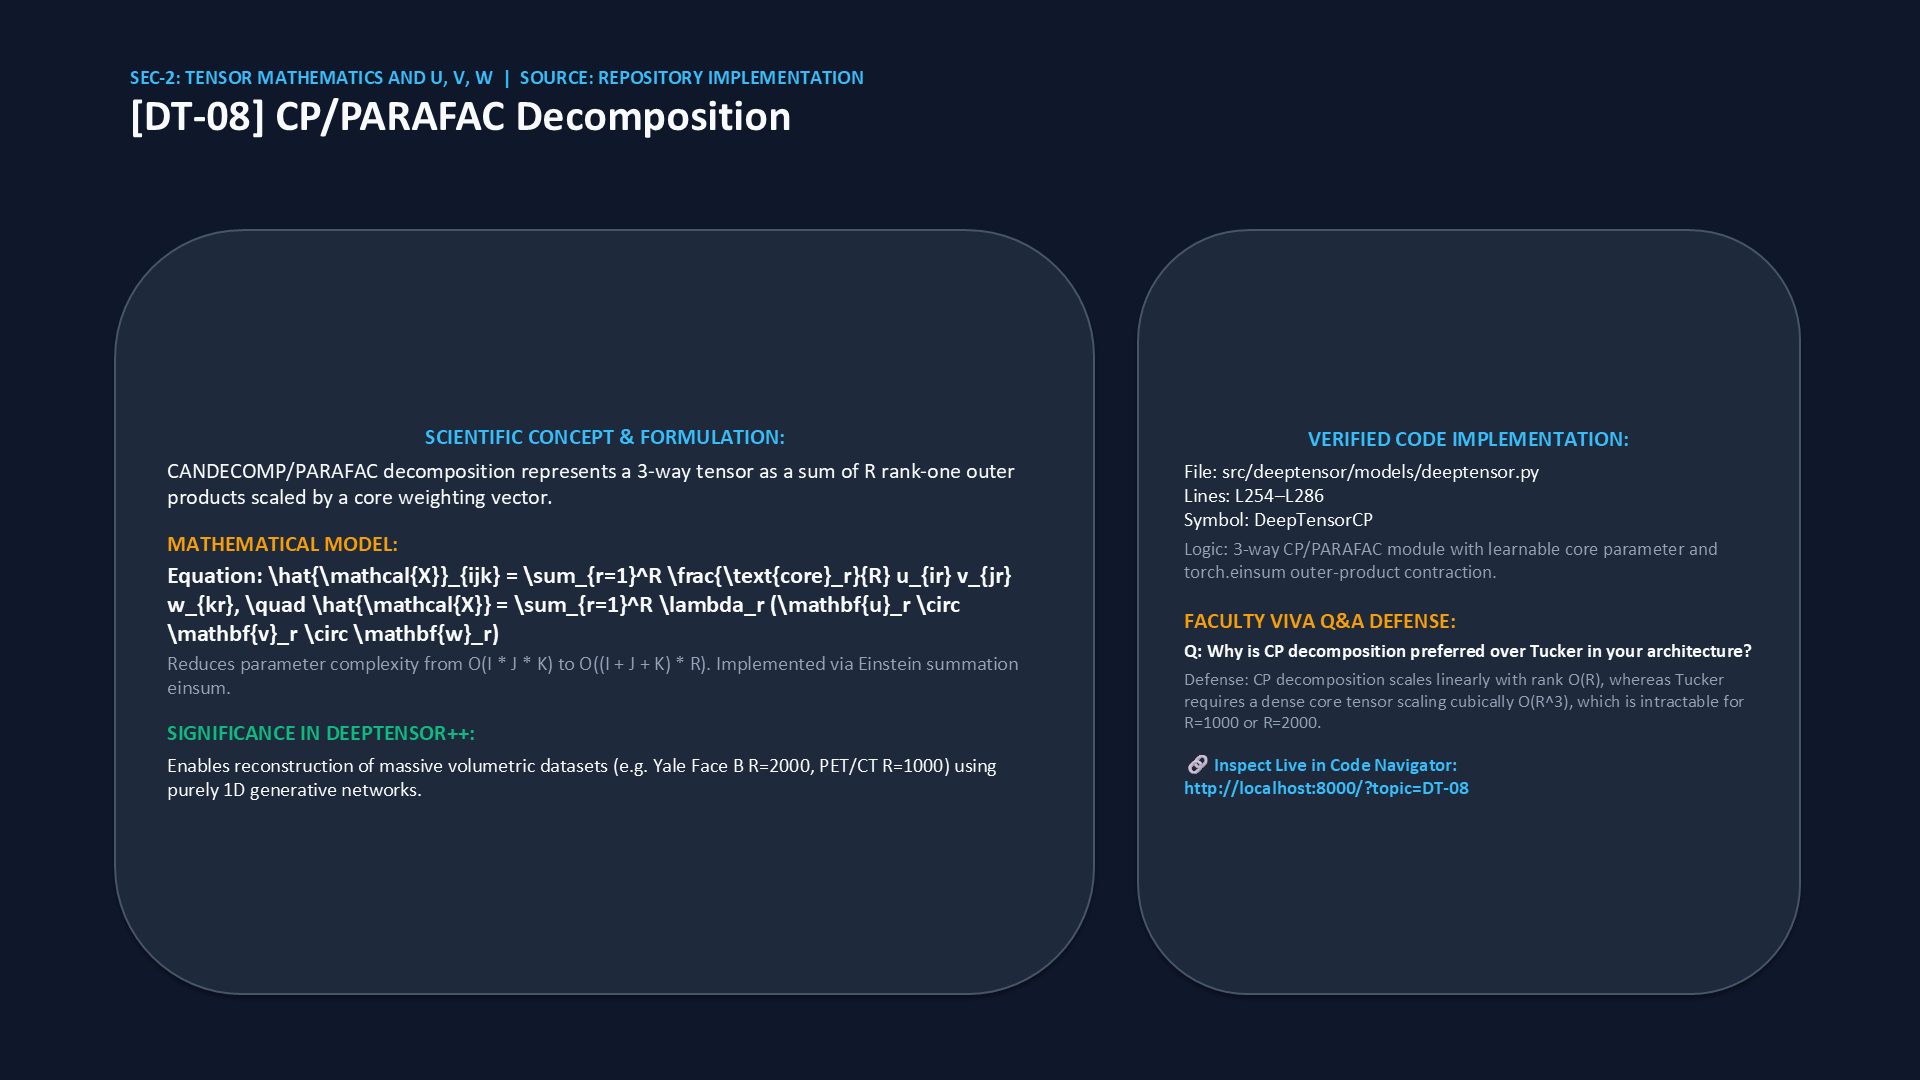 SEC-2: TENSOR MATHEMATICS AND U, V, W | SOURCE: REPOSITORY IMPLEMENTATION
[DT-08] CP/PARAFAC Decomposition
SCIENTIFIC CONCEPT & FORMULATION:
CANDECOMP/PARAFAC decomposition represents a 3-way tensor as a sum of R rank-one outer
products scaled by a core weighting vector.
MATHEMATICAL MODEL:
Equation: \hat{\mathcal{X}}_{ijk} = \sum_{r=1}^R \frac{\text{core}_r}{R} u_{ir} v_{jr}
w_{kr}, \quad \hat{\mathcal{X}} = \sum_{r=1}^R \lambda_r (\mathbf{u}_r \circ
\mathbf{v}_r \circ \mathbf{w}_r)
Reduces parameter complexity from O(I * J * K) to O((I + J + K) * R). Implemented via Einstein summation
einsum.
SIGNIFICANCE IN DEEPTENSOR++:
Enables reconstruction of massive volumetric datasets (e.g. Yale Face B R=2000, PET/CT R=1000) using
purely 1D generative networks.
VERIFIED CODE IMPLEMENTATION:
File: src/deeptensor/models/deeptensor.py
Lines: L254–L286
Symbol: DeepTensorCP
Logic: 3-way CP/PARAFAC module with learnable core parameter and
torch.einsum outer-product contraction.
FACULTY VIVA Q&A DEFENSE:
Q: Why is CP decomposition preferred over Tucker in your architecture?
Defense: CP decomposition scales linearly with rank O(R), whereas Tucker
requires a dense core tensor scaling cubically O(R^3), which is intractable for
R=1000 or R=2000.
🔗 Inspect Live in Code Navigator:
http://localhost:8000/?topic=DT-08